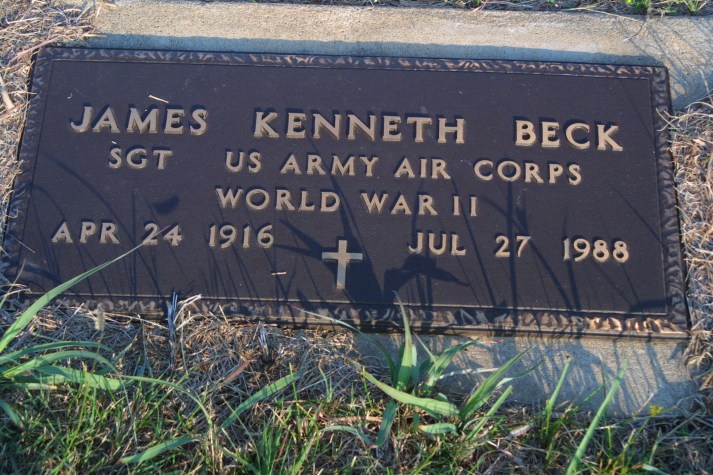 JAMES KENNETH BECK
SGT US ARMY AIR CORPS
WORLD WAR II
APR 24 1916 JUL 27 1988